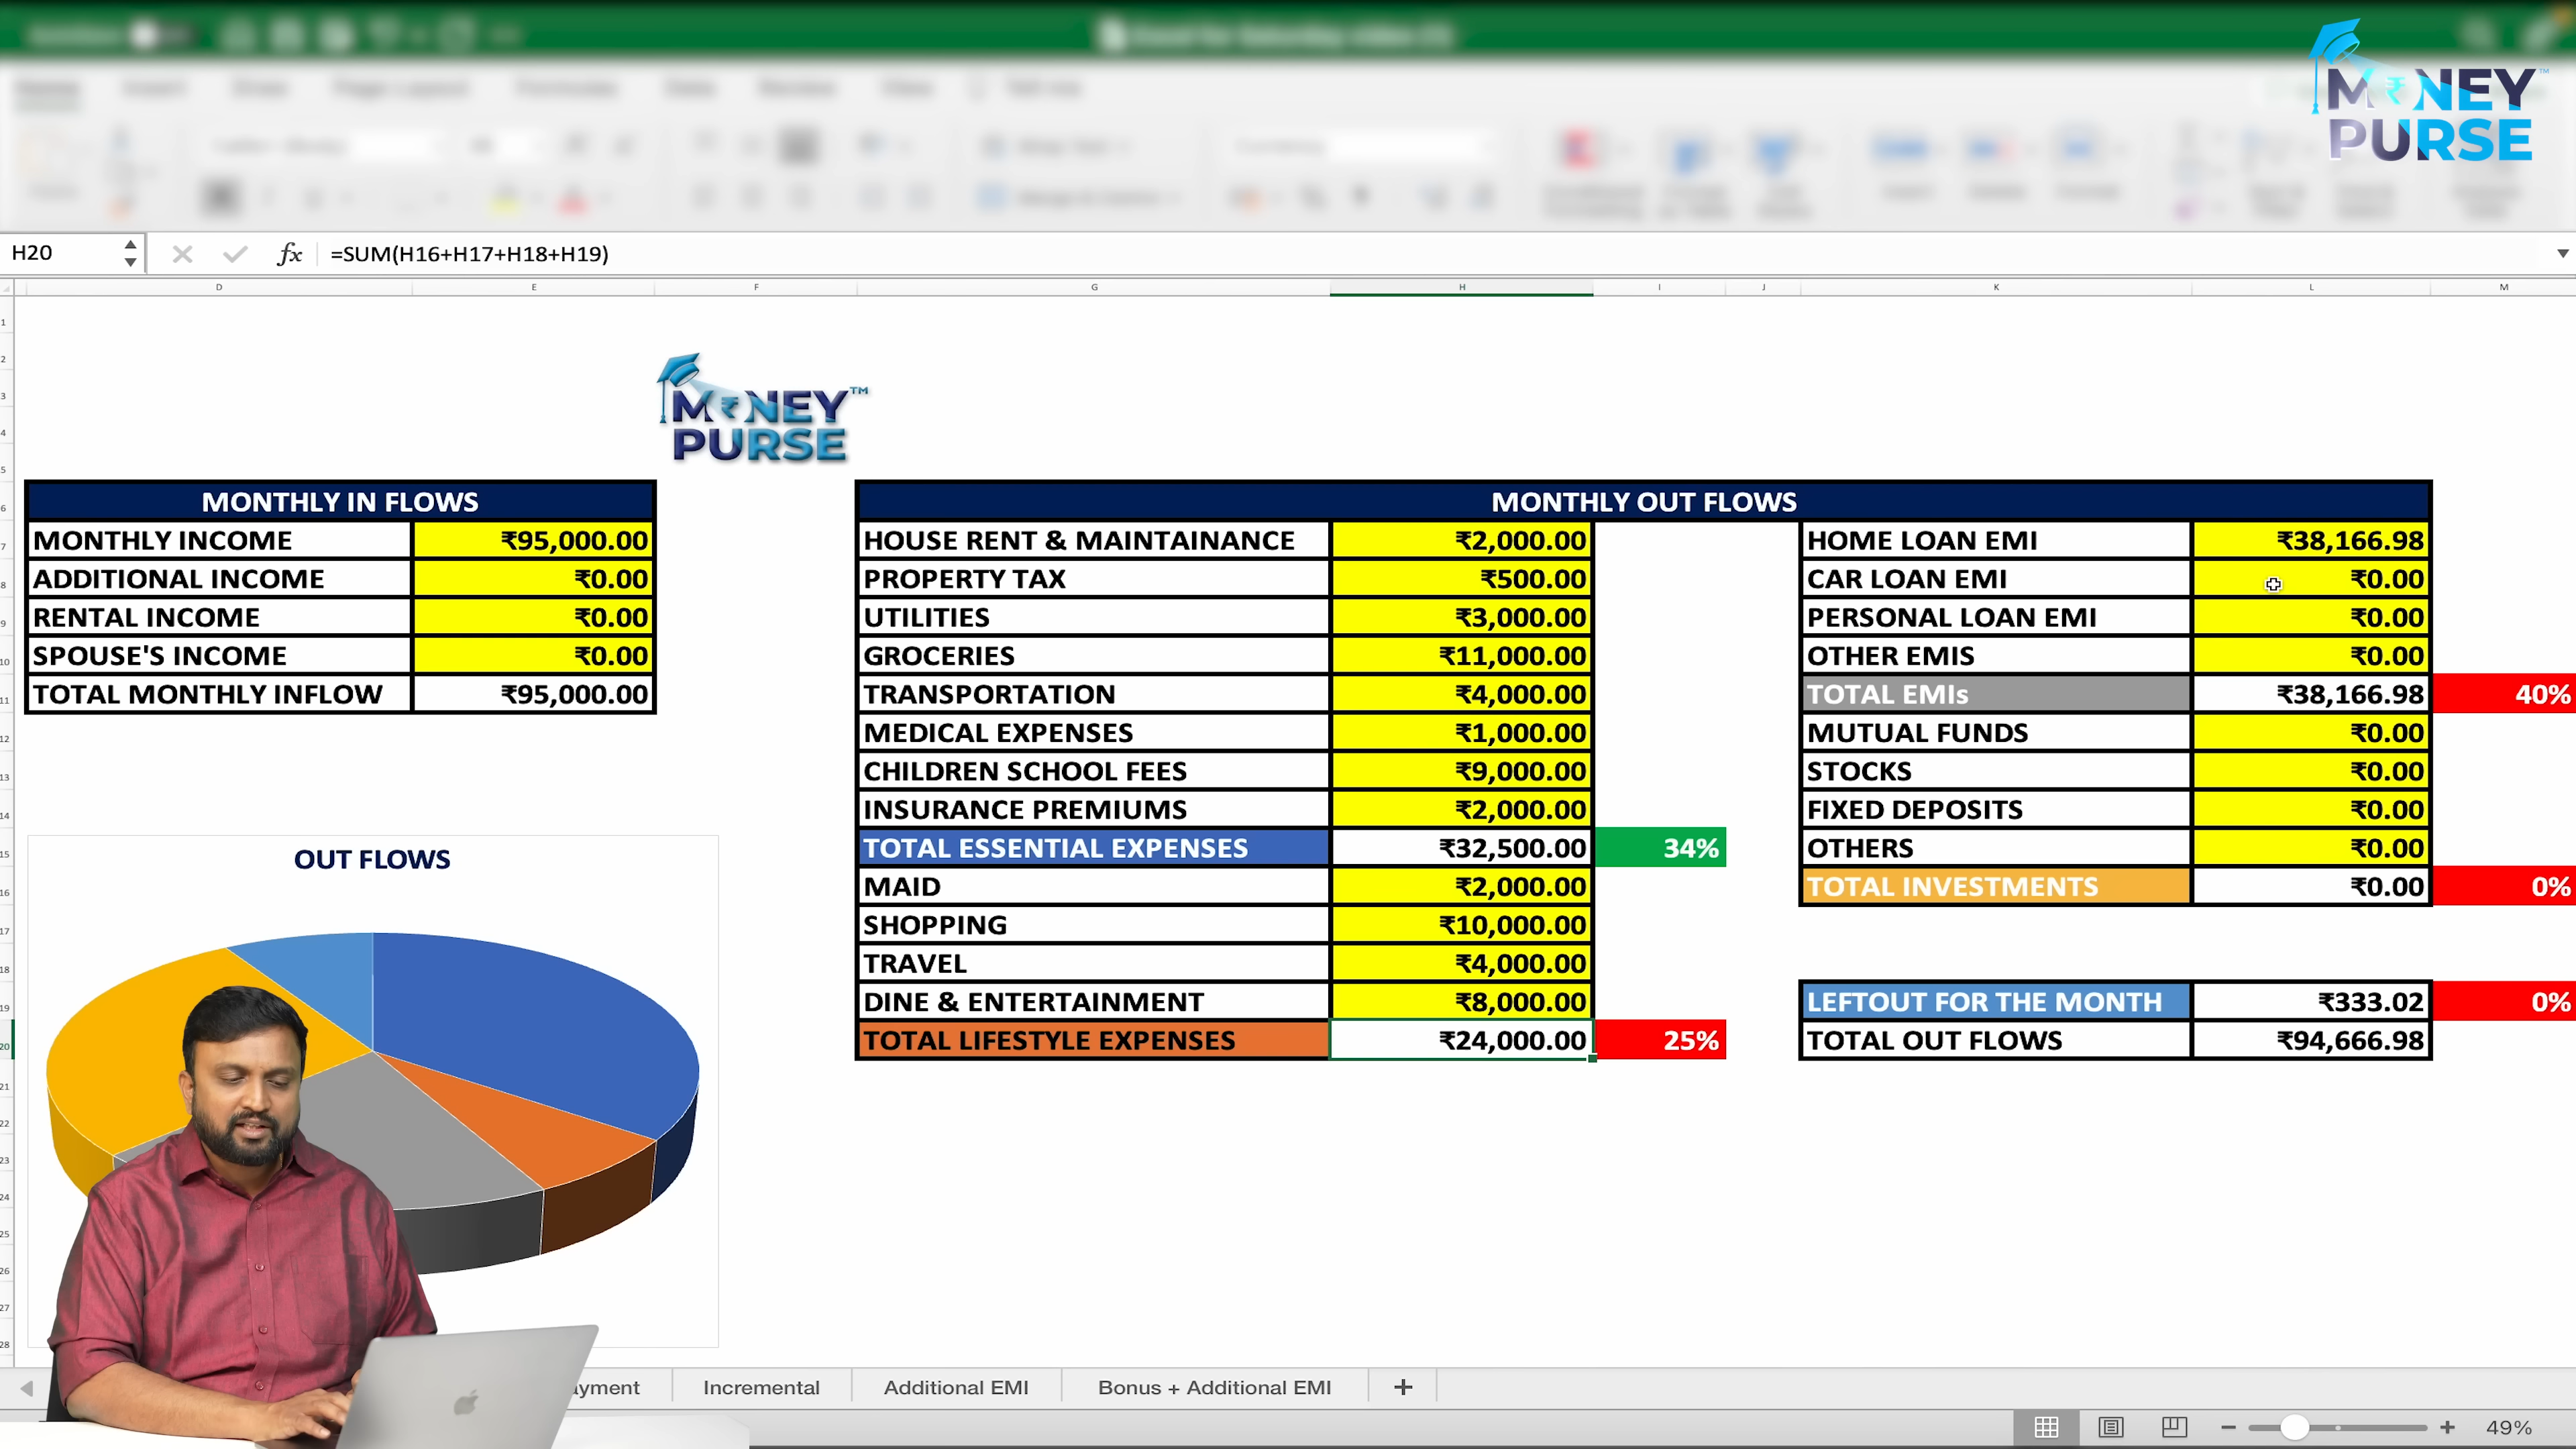 MONEY™
PURSE
H20
fx
=SUM(H16+H17+H18+H19)
D E F G H I J K L M
MONEY™
PURSE
MONTHLY IN FLOWS
MONTHLY INCOME ₹95,000.00
ADDITIONAL INCOME ₹0.00
RENTAL INCOME ₹0.00
SPOUSE'S INCOME ₹0.00
TOTAL MONTHLY INFLOW ₹95,000.00
MONTHLY OUT FLOWS
HOUSE RENT & MAINTAINANCE ₹2,000.00
PROPERTY TAX ₹500.00
UTILITIES ₹3,000.00
GROCERIES ₹11,000.00
TRANSPORTATION ₹4,000.00
MEDICAL EXPENSES ₹1,000.00
CHILDREN SCHOOL FEES ₹9,000.00
INSURANCE PREMIUMS ₹2,000.00
TOTAL ESSENTIAL EXPENSES ₹32,500.00 34%
MAID ₹2,000.00
SHOPPING ₹10,000.00
TRAVEL ₹4,000.00
DINE & ENTERTAINMENT ₹8,000.00
TOTAL LIFESTYLE EXPENSES ₹24,000.00 25%
HOME LOAN EMI ₹38,166.98
CAR LOAN EMI ₹0.00
PERSONAL LOAN EMI ₹0.00
OTHER EMIS ₹0.00
TOTAL EMIs ₹38,166.98 40%
MUTUAL FUNDS ₹0.00
STOCKS ₹0.00
FIXED DEPOSITS ₹0.00
OTHERS ₹0.00
TOTAL INVESTMENTS ₹0.00 0%
LEFTOUT FOR THE MONTH ₹333.02 0%
TOTAL OUT FLOWS ₹94,666.98
OUT FLOWS
Incremental
Additional EMI
Bonus + Additional EMI
49%